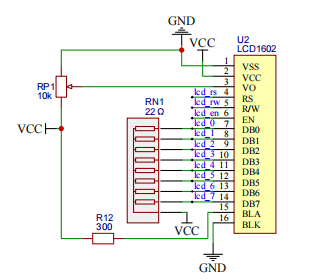 GND
VCC
U2
LCD1602
RP1
10k
VCC
RN1
22 Ω
lcd_rs
lcd_rw
lcd_en
lcd_0
lcd_1
lcd_2
lcd_3
lcd_4
lcd_5
lcd_6
lcd_7
1 VSS
2 VCC
3 VO
4 RS
5 R/W
6 EN
7 DB0
8 DB1
9 DB2
10 DB3
11 DB4
12 DB5
13 DB6
14 DB7
15 BLA
16 BLK
VCC
R12
300
GND